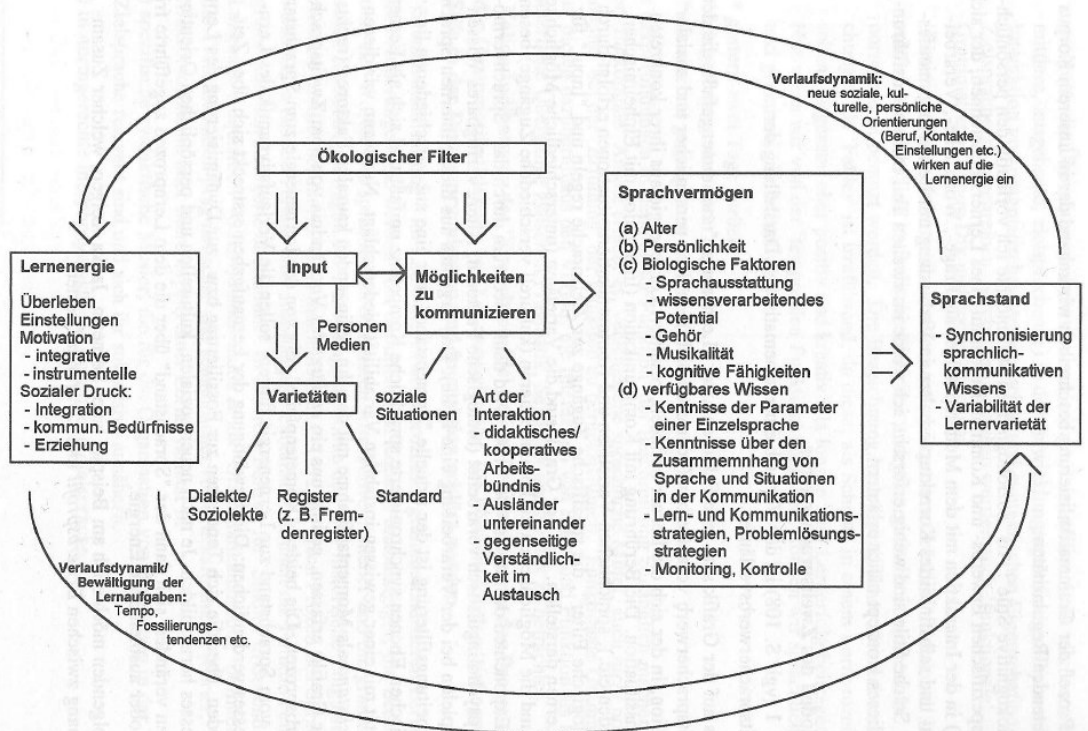 Verlaufsdynamik:
neue soziale, kul-
turelle, persönliche
Orientierungen
(Beruf, Kontakte,
Einstellungen etc.)
wirken auf die
Lernenergie ein
Ökologischer Filter
Lernenergie
Überleben
Einstellungen
Motivation
- integrative
- instrumentelle
Sozialer Druck:
- Integration
- kommun. Bedürfnisse
- Erziehung
Input
Personen
Medien
Varietäten
Dialekte/
Soziolekte
Register
(z. B. Frem-
denregister)
Standard
Möglichkeiten
zu
kommunizieren
soziale
Situationen
Art der
Interaktion
- didaktisches/
kooperatives
Arbeits-
bündnis
- Ausländer
untereinander
- gegenseitige
Verständlich-
keit im
Austausch
Sprachvermögen
(a) Alter
(b) Persönlichkeit
(c) Biologische Faktoren
- Sprachausstattung
- wissensverarbeitendes
Potential
- Gehör
- Musikalität
- kognitive Fähigkeiten
(d) verfügbares Wissen
- Kentnisse der Parameter
einer Einzelsprache
- Kenntnisse über den
Zusammemnhang von
Sprache und Situationen
in der Kommunikation
- Lern- und Kommunikations-
strategien, Problemlösungs-
strategien
- Monitoring, Kontrolle
Sprachstand
- Synchronisierung
sprachlich-
kommunikativen
Wissens
- Variabilität der
Lernervarietät
Verlaufsdynamik/
Bewältigung der
Lernaufgaben:
Tempo,
Fossilierungs-
tendenzen etc.